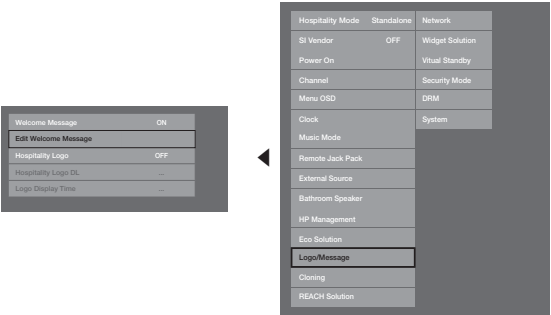 Welcome Message ON
Edit Welcome Message
Hospitality Logo OFF
Hospitality Logo DL ...
Logo Display Time ...
Hospitality Mode Standalone Network
SI Vendor OFF Widget Solution
Power On Vitual Standby
Channel Security Mode
Menu OSD DRM
Clock System
Music Mode
Remote Jack Pack
External Source
Bathroom Speaker
HP Management
Eco Solution
Logo/Message
Cloning
REACH Solution